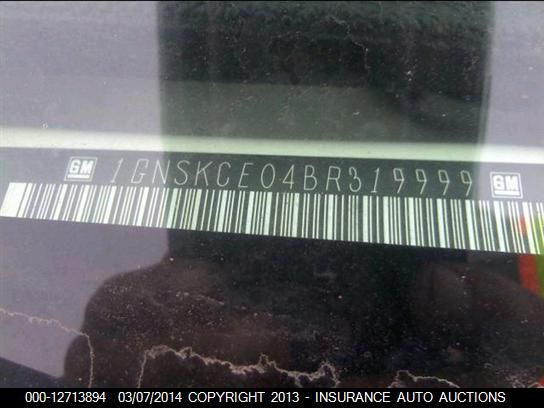 GM 1GNSKCE04BR319999 GM
000-12713894 03/07/2014 COPYRIGHT 2013 - INSURANCE AUTO AUCTIONS